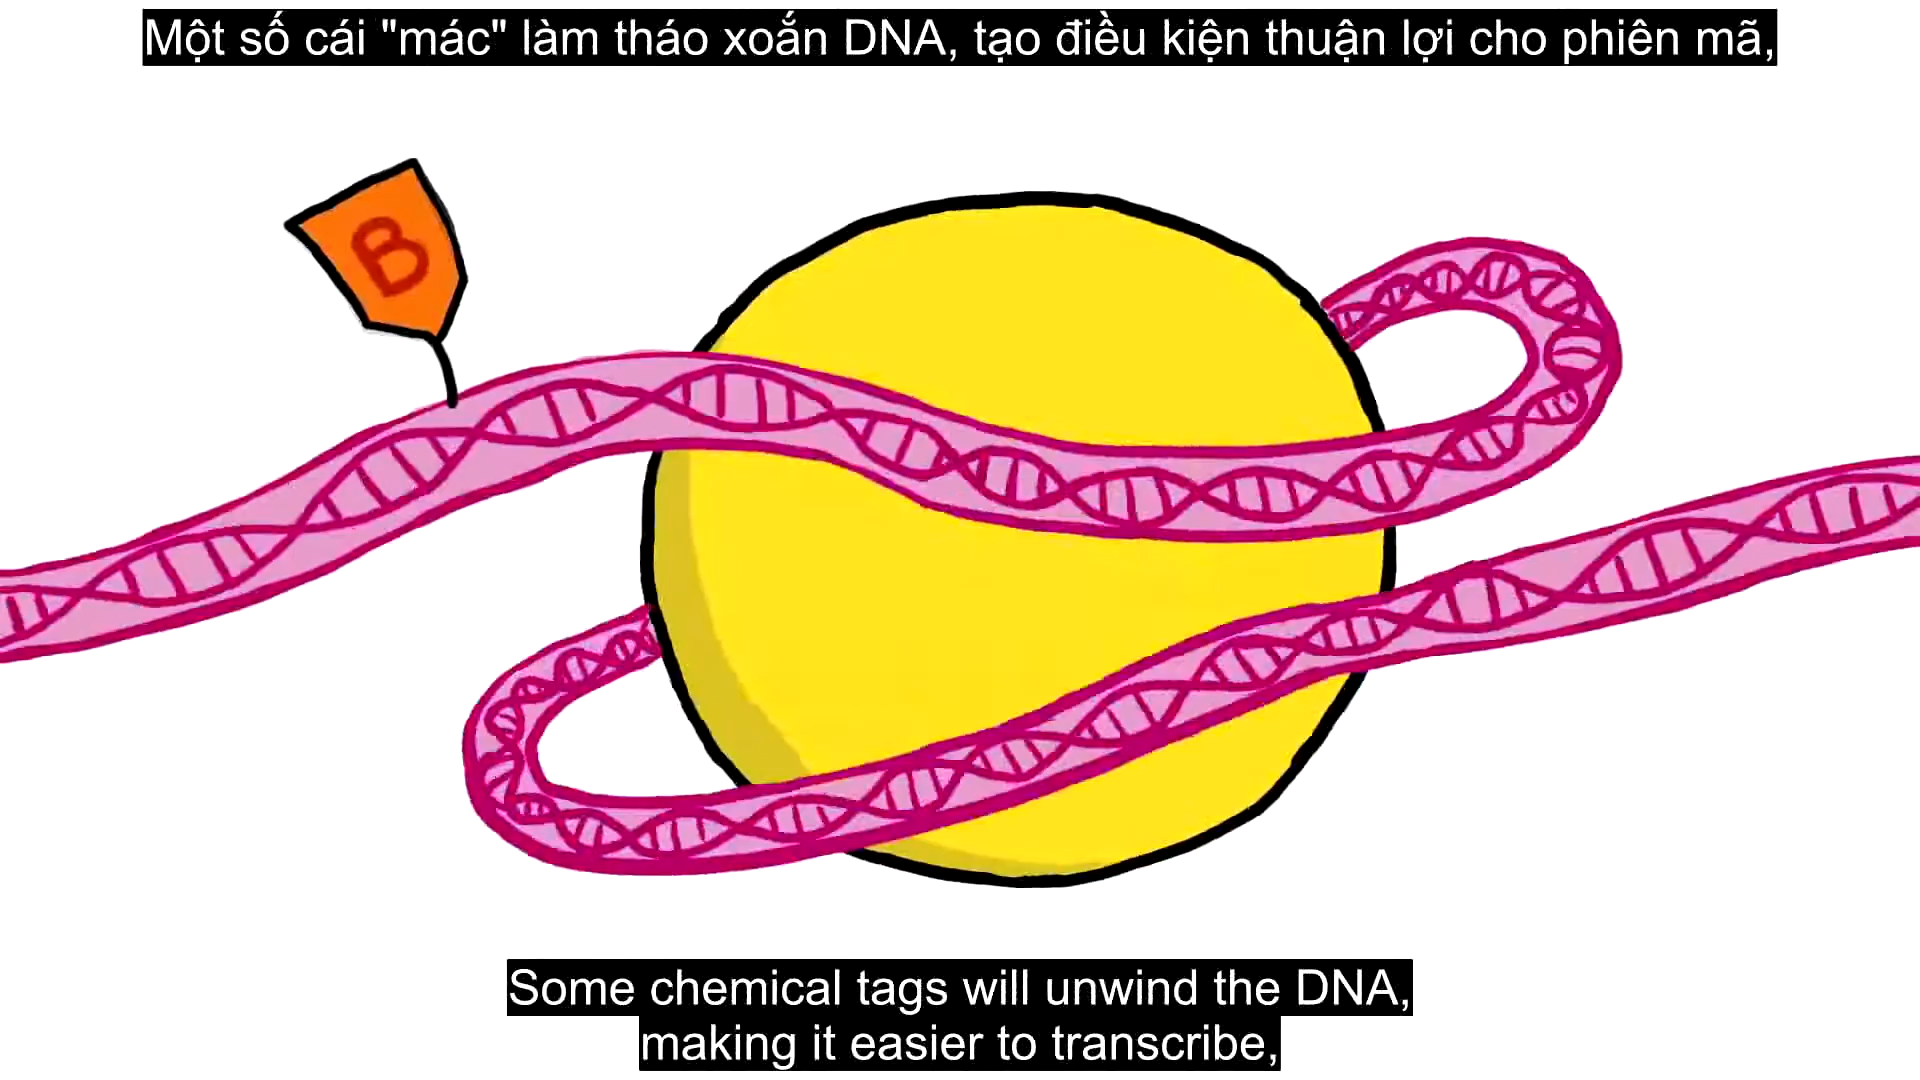 Một số cái "mác" làm tháo xoắn DNA, tạo điều kiện thuận lợi cho phiên mã,
B
Some chemical tags will unwind the DNA,
making it easier to transcribe,